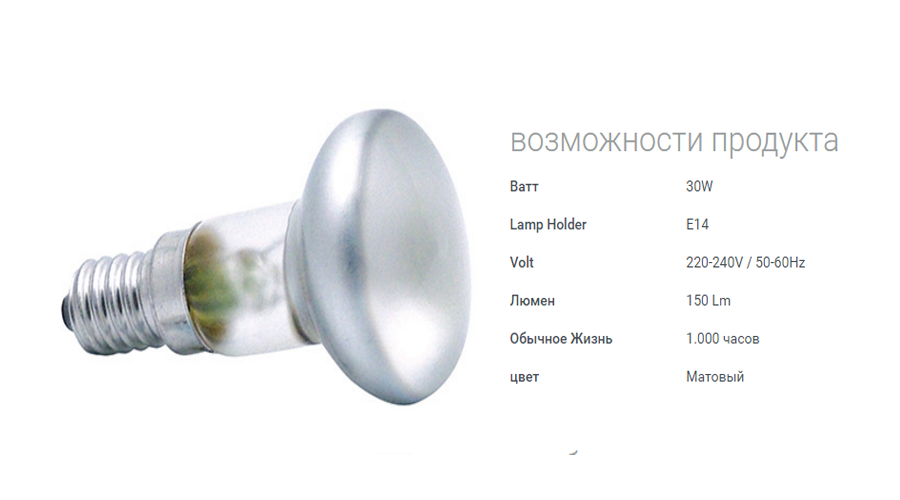 возможности продукта
Ватт 30W
Lamp Holder E14
Volt 220-240V / 50-60Hz
Люмен 150 Lm
Обычное Жизнь 1.000 часов
цвет Матовый